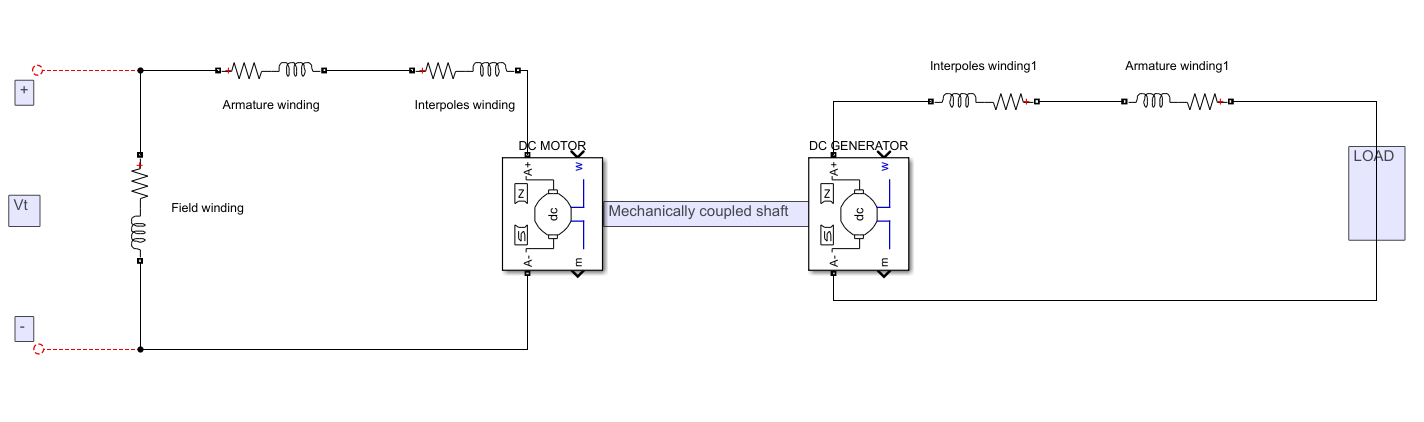 +
Armature winding
Interpoles winding
Interpoles winding1
Armature winding1
DC MOTOR
DC GENERATOR
LOAD
A+
w
Z
dc
S
A-
m
A+
w
Z
dc
S
A-
m
Vt
Field winding
Mechanically coupled shaft
-